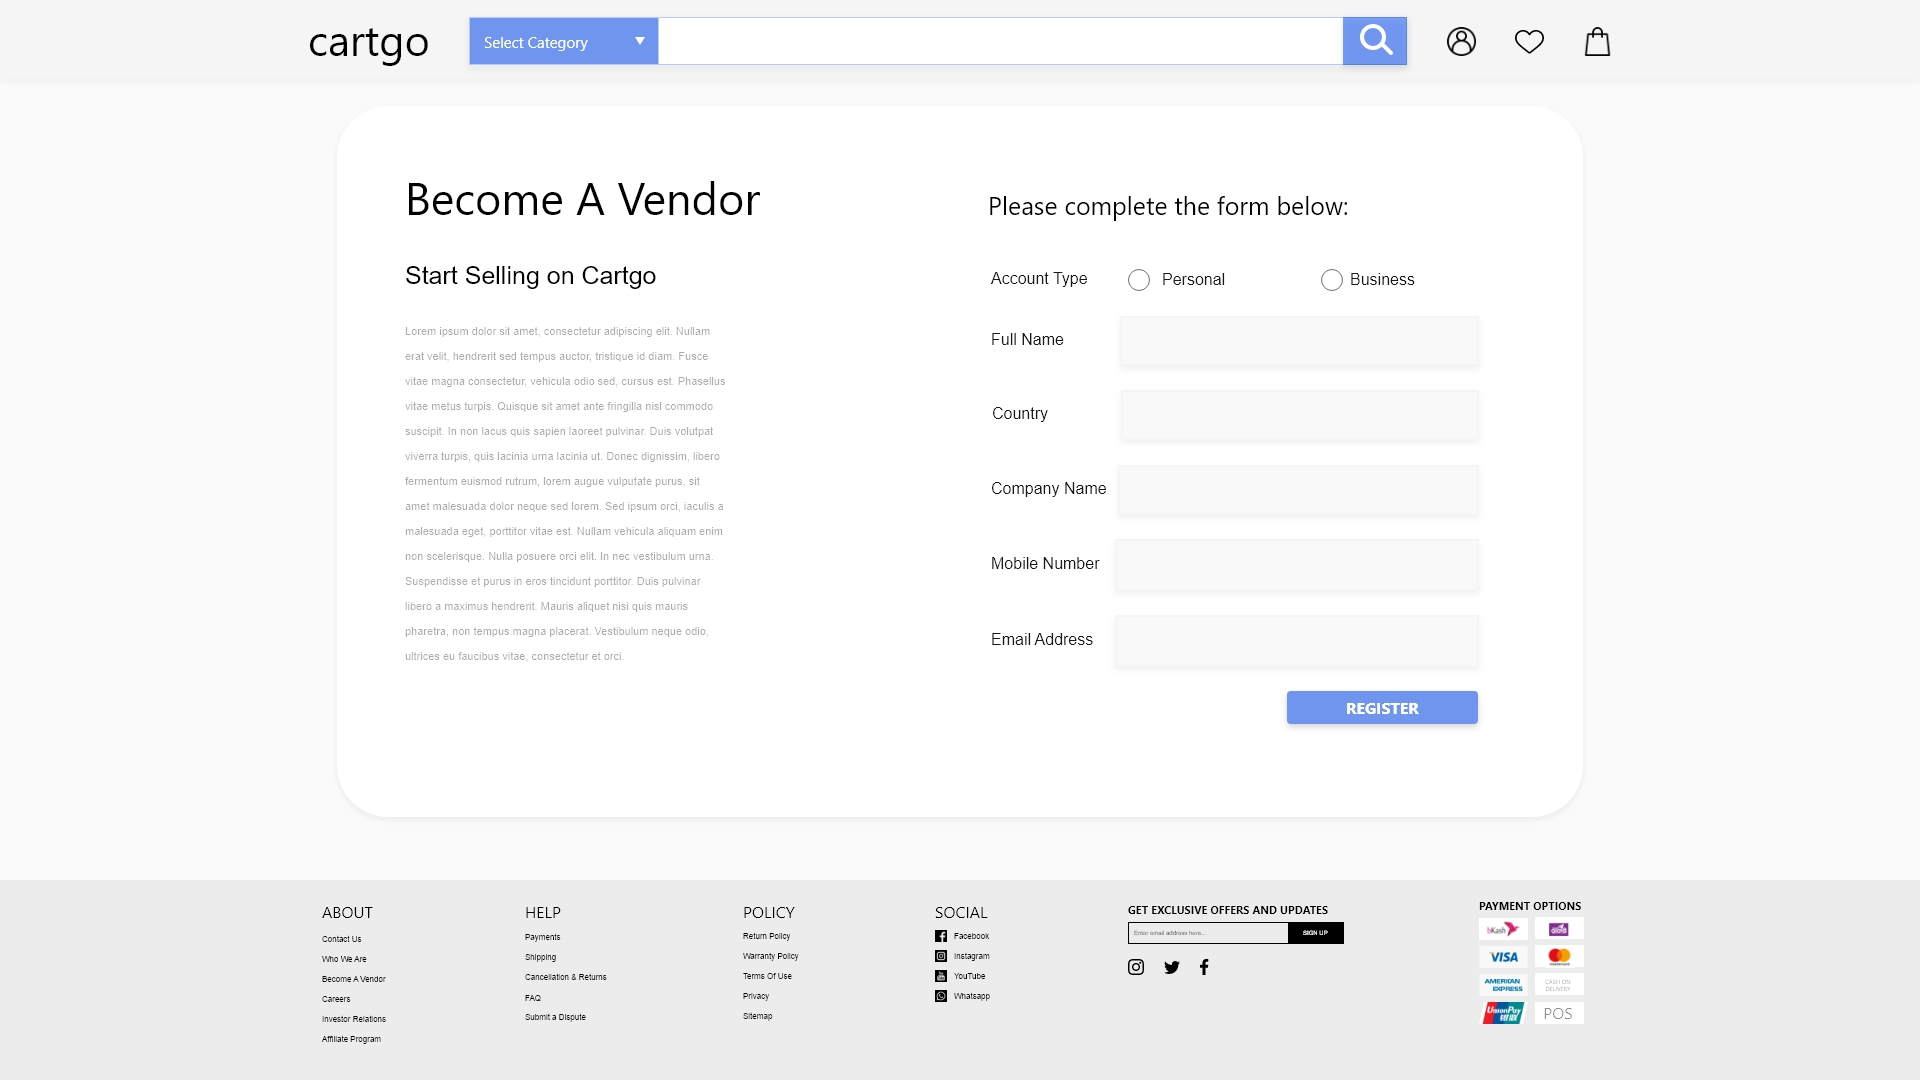 cartgo
Select Category
Become A Vendor
Start Selling on Cartgo
Lorem ipsum dolor sit amet, consectetur adipiscing elit. Nullam
erat velit, hendrerit sed tempus auctor, tristique id diam. Fusce
vitae magna consectetur, vehicula odio sed, cursus est. Phasellus
vitae metus turpis. Quisque sit amet ante fringilla nisl commodo
suscipit. In non lacus quis sapien laoreet pulvinar. Duis volutpat
viverra turpis, quis lacinia urna lacinia ut. Donec dignissim, libero
fermentum euismod rutrum, lorem augue vulputate purus, sit
amet malesuada dolor neque sed lorem. Sed ipsum orci, iaculis a
malesuada eget, porttitor vitae est. Nullam vehicula aliquam enim
non scelerisque. Nulla posuere orci elit. In nec vestibulum urna.
Suspendisse et purus in eros tincidunt porttitor. Duis pulvinar
libero a maximus hendrerit. Mauris aliquet nisi quis mauris
pharetra, non tempus magna placerat. Vestibulum neque odio,
ultrices eu faucibus vitae, consectetur et orci.
Please complete the form below:
Account Type Personal Business
Full Name
Country
Company Name
Mobile Number
Email Address
REGISTER
ABOUT
Contact Us
Who We Are
Become A Vendor
Careers
Investor Relations
Affiliate Program
HELP
Payments
Shipping
Cancellation & Returns
FAQ
Submit a Dispute
POLICY
Return Policy
Warranty Policy
Terms Of Use
Privacy
Sitemap
SOCIAL
Facebook
Instagram
YouTube
Whatsapp
GET EXCLUSIVE OFFERS AND UPDATES
Enter email address here... SIGN UP
PAYMENT OPTIONS
bKash
VISA mastercard
AMERICAN EXPRESS
CASH ON
DELIVERY
UnionPay
银联
POS